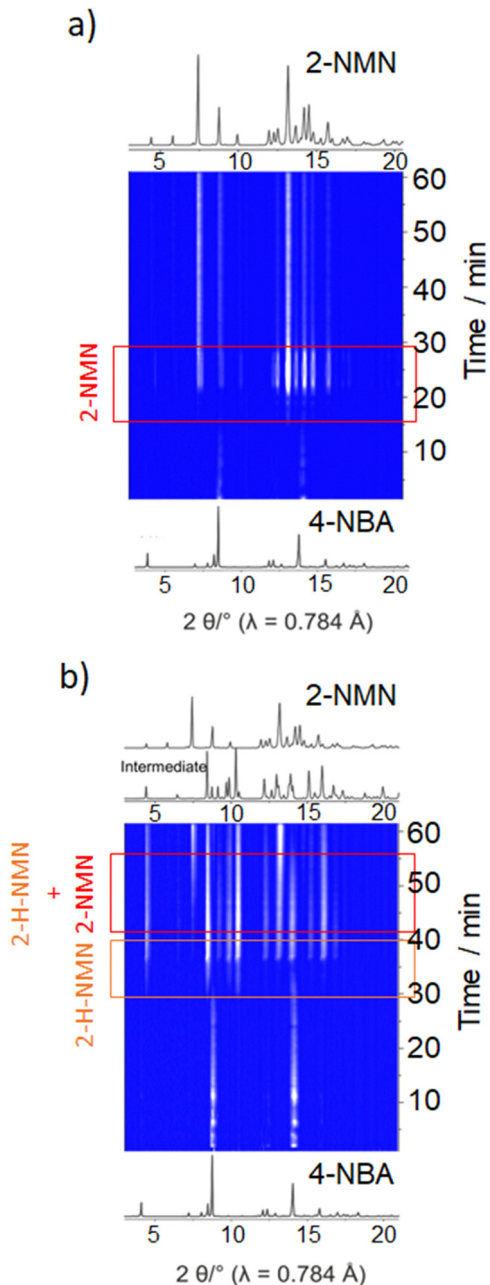 a)
2-NMN
5 10 15 20
60
50
40
30
20
10
Time / min
2-NMN
4-NBA
5 10 15 20
2 θ/° (λ = 0.784 Å)
b)
2-NMN
Intermediate
5 10 15 20
60
50
40
30
20
10
Time / min
2-H-NMN
+
2-NMN
2-H-NMN
4-NBA
5 10 15 20
2 θ/° (λ = 0.784 Å)